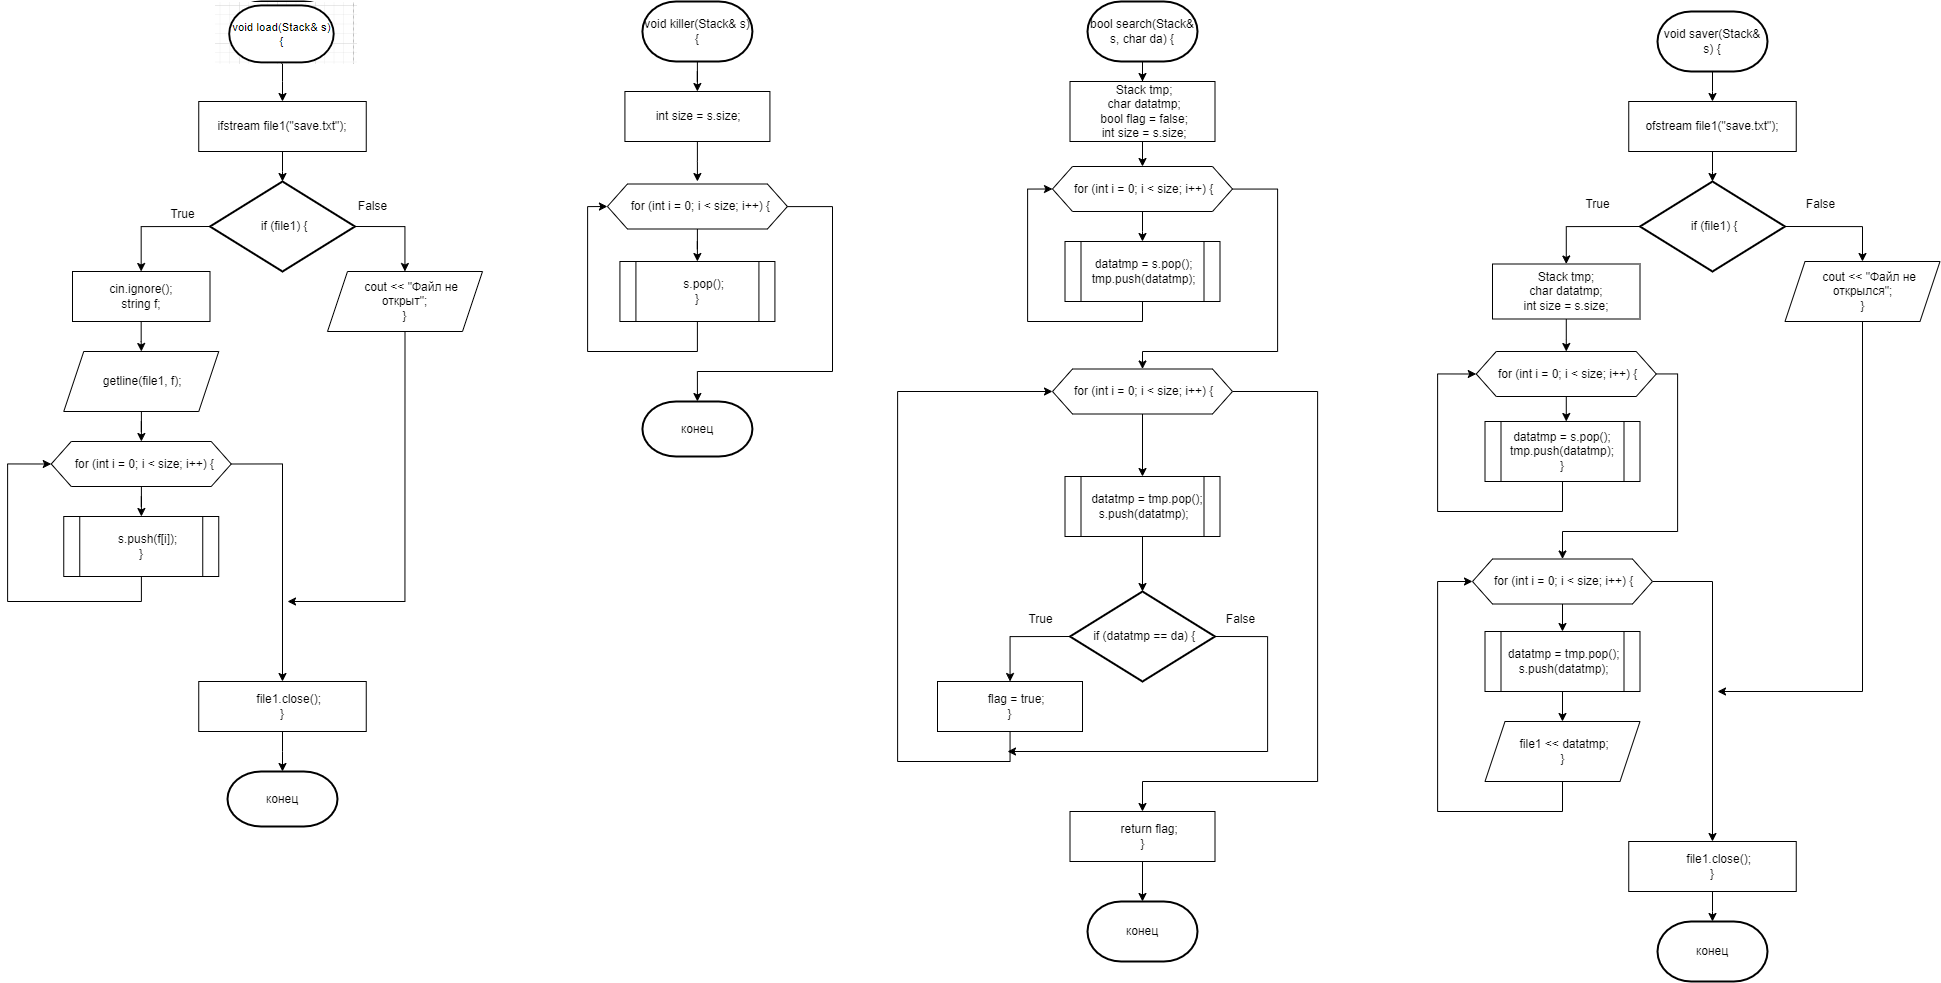 void load(Stack& s)
{
ifstream file1("save.txt");
if (file1) {
True
False
cin.ignore();
string f;
cout << "Файл не
открыт";
}
getline(file1, f);
for (int i = 0; i < size; i++) {
s.push(f[i]);
}
file1.close();
}
конец
void killer(Stack& s)
{
int size = s.size;
for (int i = 0; i < size; i++) {
s.pop();
}
конец
bool search(Stack&
s, char da) {
Stack tmp;
char datatmp;
bool flag = false;
int size = s.size;
for (int i = 0; i < size; i++) {
datatmp = s.pop();
tmp.push(datatmp);
for (int i = 0; i < size; i++) {
datatmp = tmp.pop();
s.push(datatmp);
if (datatmp == da) {
True
False
flag = true;
}
return flag;
}
конец
void saver(Stack&
s) {
ofstream file1("save.txt");
if (file1) {
True
False
Stack tmp;
char datatmp;
int size = s.size;
cout << "Файл не
открылся";
}
for (int i = 0; i < size; i++) {
datatmp = s.pop();
tmp.push(datatmp);
}
for (int i = 0; i < size; i++) {
datatmp = tmp.pop();
s.push(datatmp);
file1 << datatmp;
}
file1.close();
}
конец